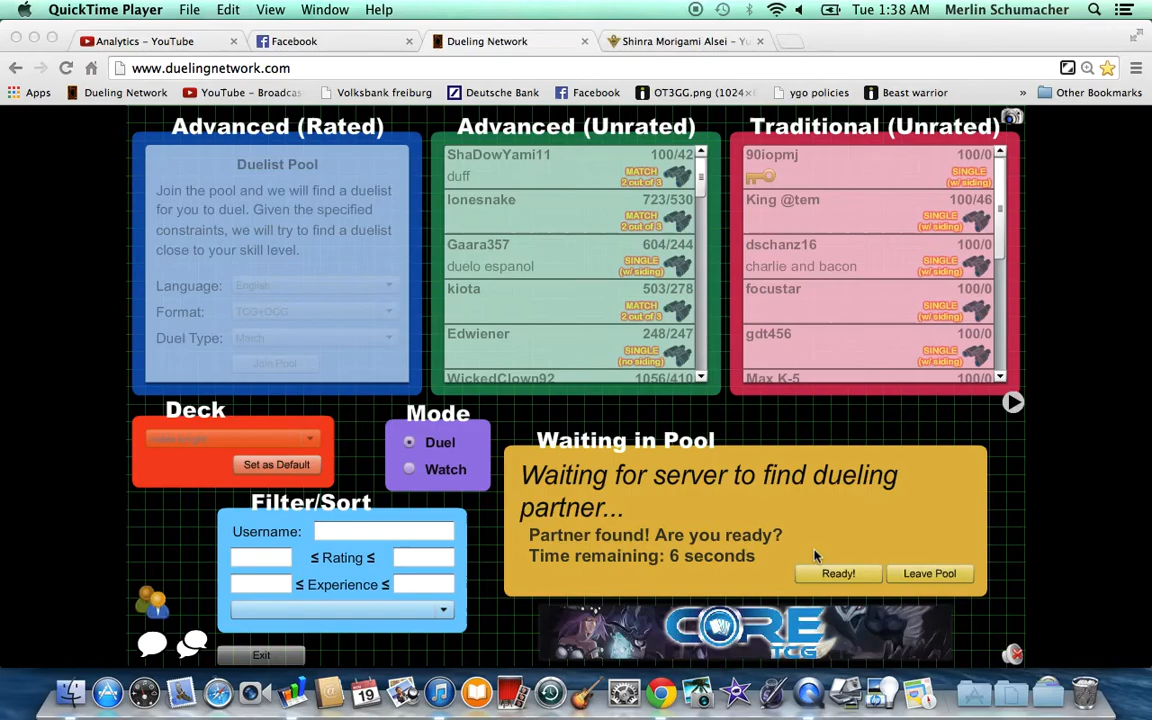 QuickTime Player File Edit View Window Help Tue 1:38 AM Merlin Schumacher
Analytics - YouTube Facebook Dueling Network Shinra Morigami Alsei - Yu
www.duelingnetwork.com
Apps Dueling Network YouTube - Broadcas Volksbank freiburg Deutsche Bank Facebook OT3GG.png (1024× ygo policies Beast warrior » Other Bookmarks
Advanced (Rated)
Duelist Pool
Join the pool and we will find a duelist
for you to duel. Given the specified
constraints, we will try to find a duelist
close to your skill level.
Language: English
Format: TCG+OCG
Duel Type: Match
Join Pool
Advanced (Unrated)
ShaDowYami11 100/42
duff MATCH
2 out of 3
lonesnake 723/530
MATCH
2 out of 3
Gaara357 604/244
duelo espanol SINGLE
(w/ siding)
kiota 503/278
MATCH
2 out of 3
Edwiener 248/247
SINGLE
(no siding)
WickedClown92 1056/410
Traditional (Unrated)
90iopmj 100/0
SINGLE
(w/ siding)
King @tem 100/46
SINGLE
(w/ siding)
dschanz16 100/0
charlie and bacon SINGLE
(w/ siding)
focustar 100/0
SINGLE
(w/ siding)
gdt456 100/0
SINGLE
(w/ siding)
Max K-5 100/0
Deck
Set as Default
Mode
Duel
Watch
Filter/Sort
Username:
≤ Rating ≤
≤ Experience ≤
Exit
Waiting in Pool
Waiting for server to find dueling
partner...
Partner found! Are you ready?
Time remaining: 6 seconds
Ready! Leave Pool
CORE
TCG
19